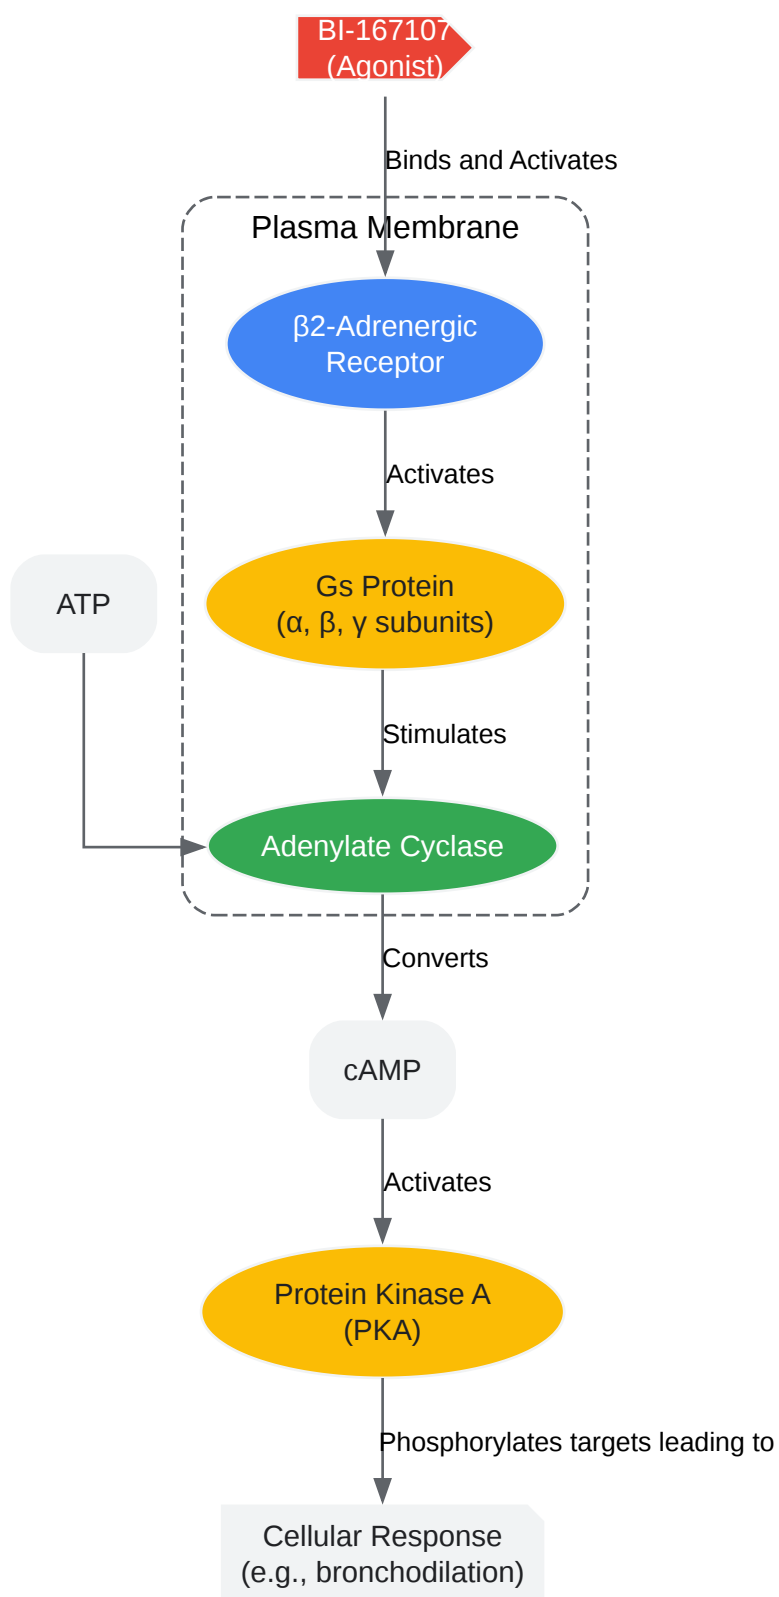 BI-167107
(Agonist)
Binds and Activates
Plasma Membrane
β2-Adrenergic
Receptor
Activates
ATP
Gs Protein
(α, β, γ subunits)
Stimulates
Adenylate Cyclase
Converts
cAMP
Activates
Protein Kinase A
(PKA)
Phosphorylates targets leading to
Cellular Response
(e.g., bronchodilation)